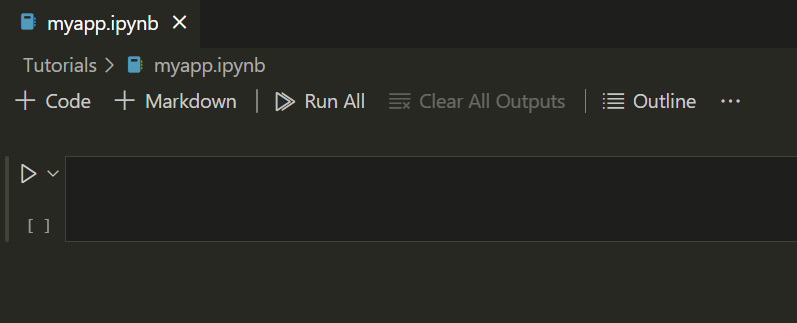 myapp.ipynb
Tutorials > myapp.ipynb
+ Code + Markdown | Run All Clear All Outputs | Outline ...
[ ]